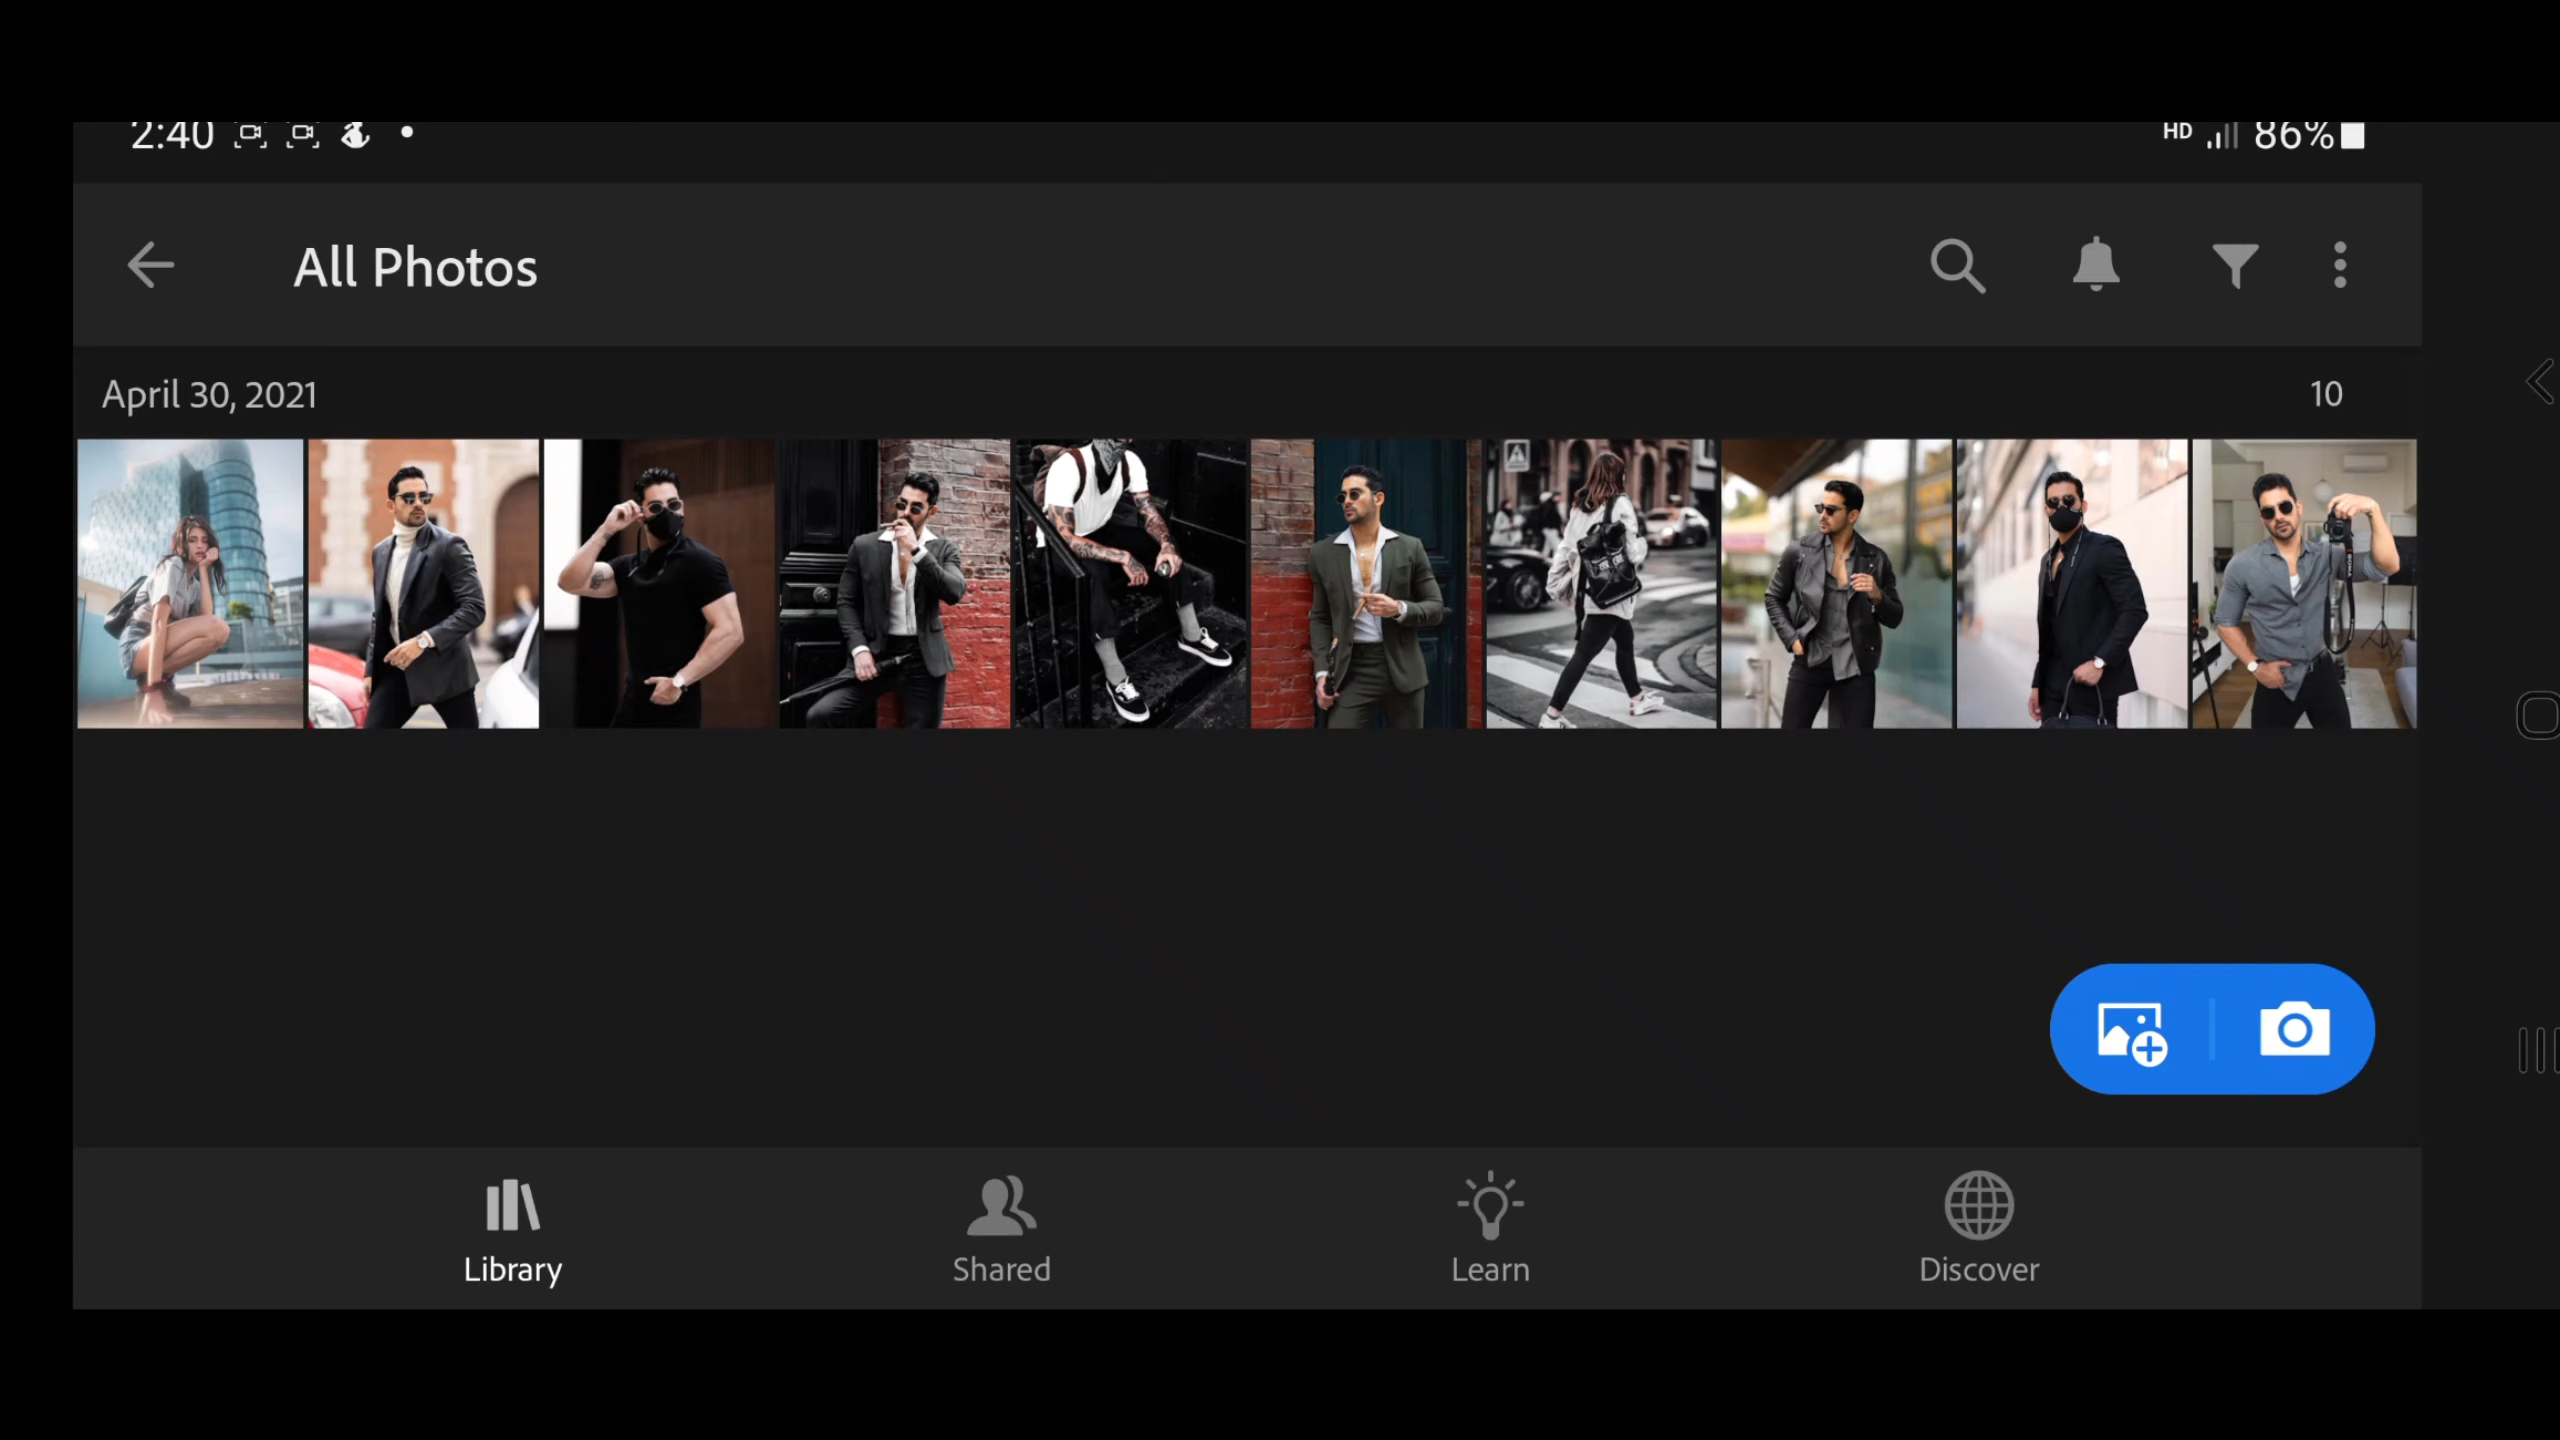 2:40
HD 86%
All Photos
April 30, 2021
10
Library
Shared
Learn
Discover